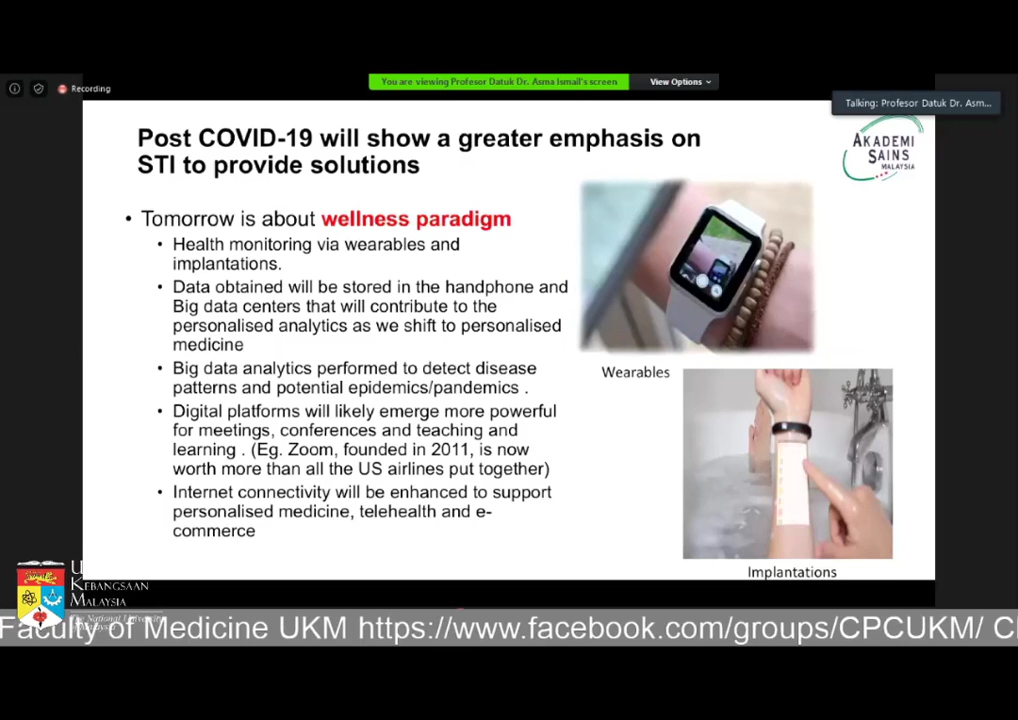 You are viewing Profesor Datuk Dr. Asma Ismail's screen
View Options
Recording
Talking: Profesor Datuk Dr. Asm...
Post COVID-19 will show a greater emphasis on
STI to provide solutions
AKADEMI
SAINS
MALAYSIA
• Tomorrow is about wellness paradigm
• Health monitoring via wearables and
implantations.
• Data obtained will be stored in the handphone and
Big data centers that will contribute to the
personalised analytics as we shift to personalised
medicine
• Big data analytics performed to detect disease
patterns and potential epidemics/pandemics .
• Digital platforms will likely emerge more powerful
for meetings, conferences and teaching and
learning . (Eg. Zoom, founded in 2011, is now
worth more than all the US airlines put together)
• Internet connectivity will be enhanced to support
personalised medicine, telehealth and e-
commerce
Wearables
Implantations
U
KEBANGSAAN
MALAYSIA
The National University
Faculty of Medicine UKM https://www.facebook.com/groups/CPCUKM/ C